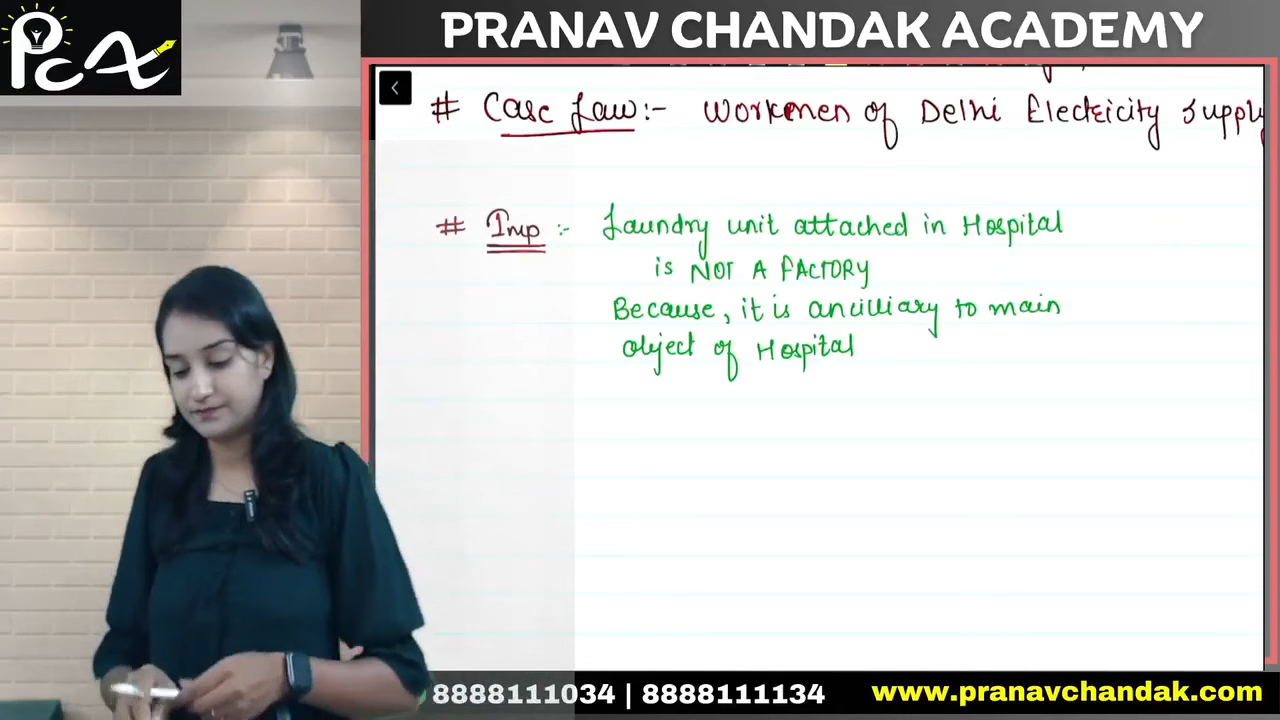 PCA
PRANAV CHANDAK ACADEMY
# Case Law:- Workmen of Delhi Electricity Supply
# Imp :- Laundry unit attached in Hospital
is NOT A FACTORY
Because, it is ancilliary to main
object of Hospital
8888111034 | 8888111134
www.pranavchandak.com